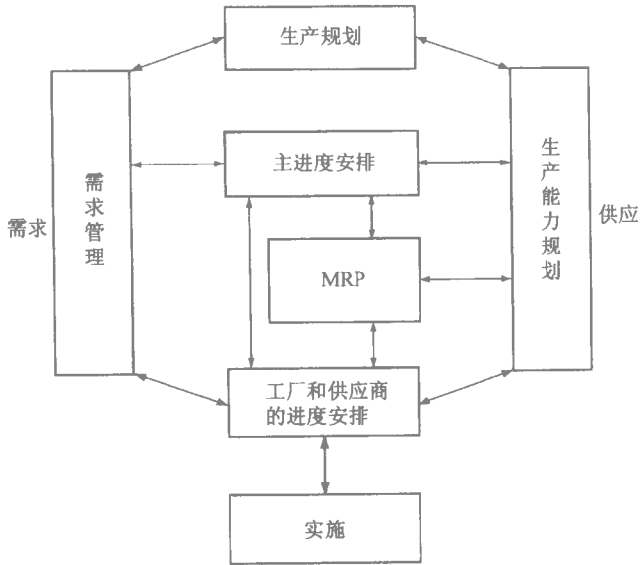 生产规划
主进度安排
需求
需求管理
生产能力规划
供应
MRP
工厂和供应商
的进度安排
实施